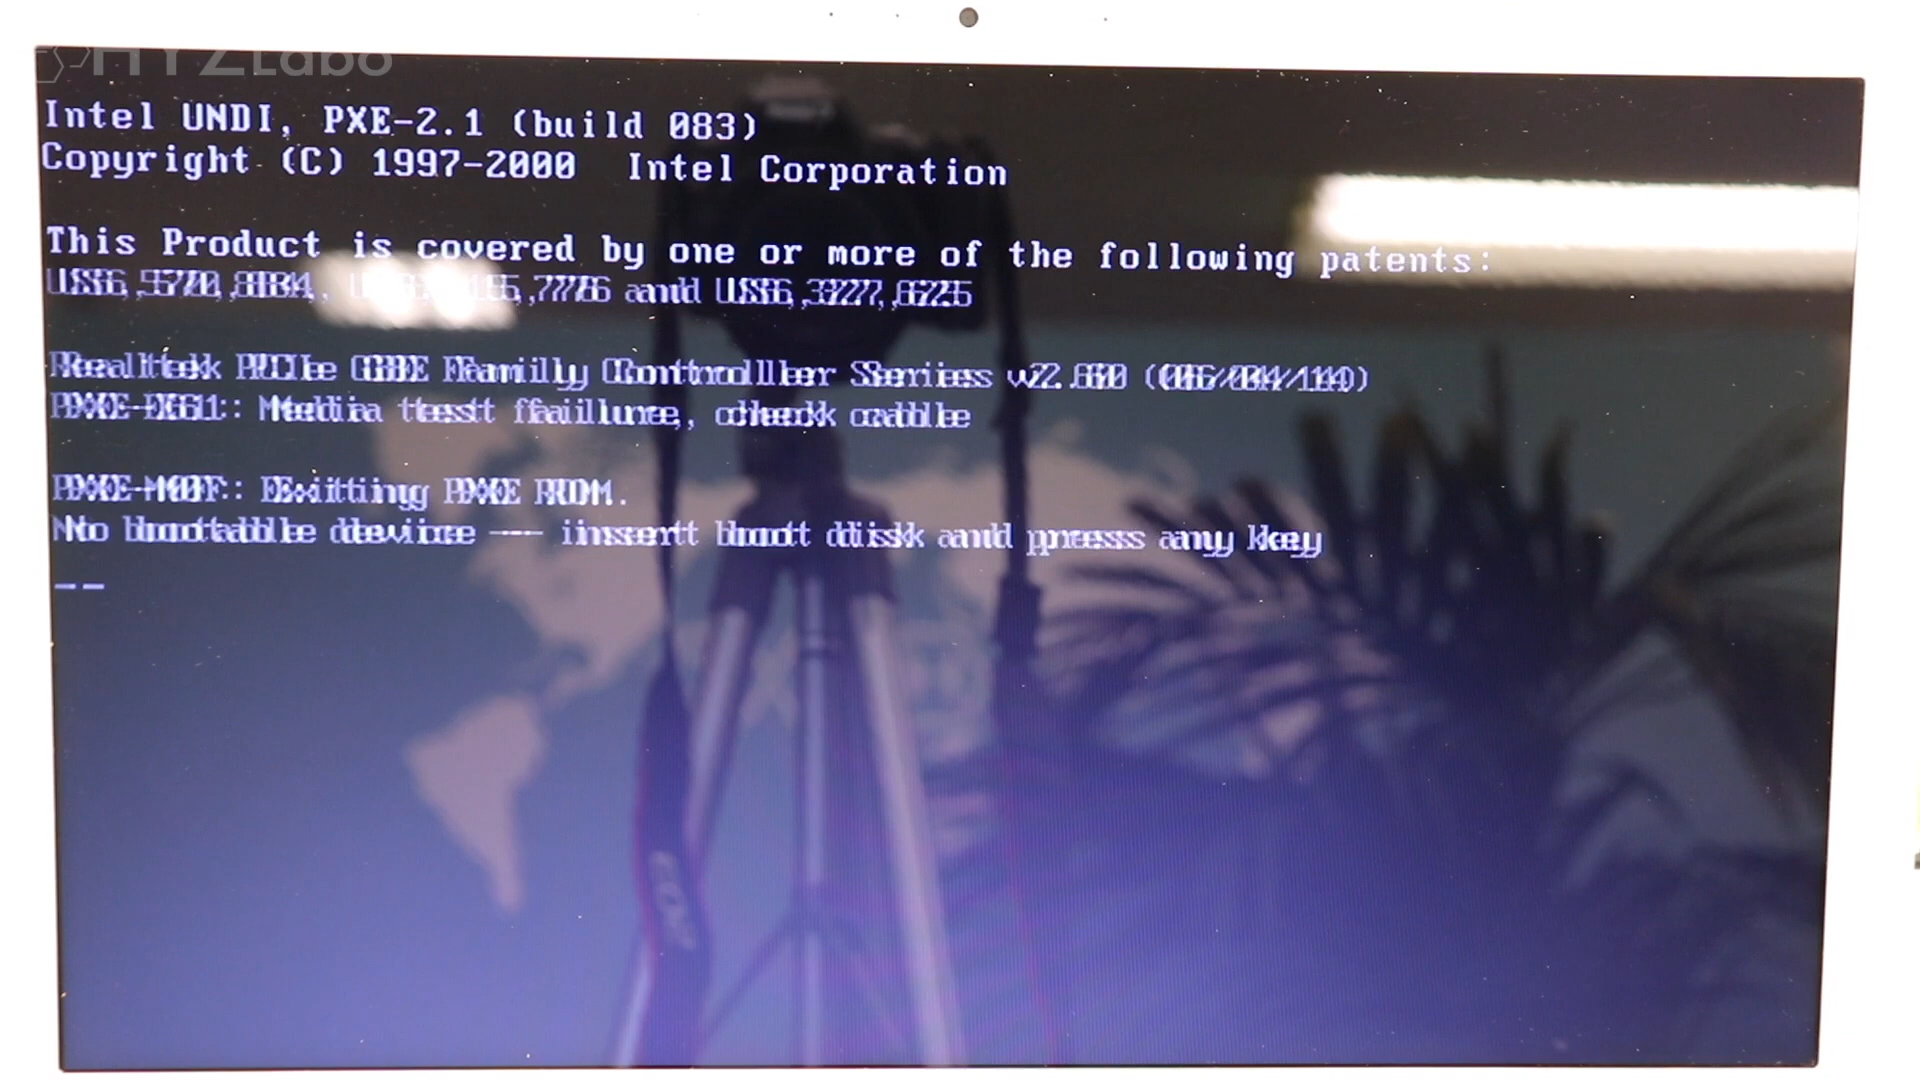 HYZLabo
Intel UNDI, PXE-2.1 (build 083)
Copyright (C) 1997-2000 Intel Corporation
This Product is covered by one or more of the following patents:
and
Realtek PCIe GBE Family Controller Series
PXE-E61: Media test failure, check cable
PXE-M0F: Exiting PXE ROM.
No bootable device -- insert boot disk and press any key